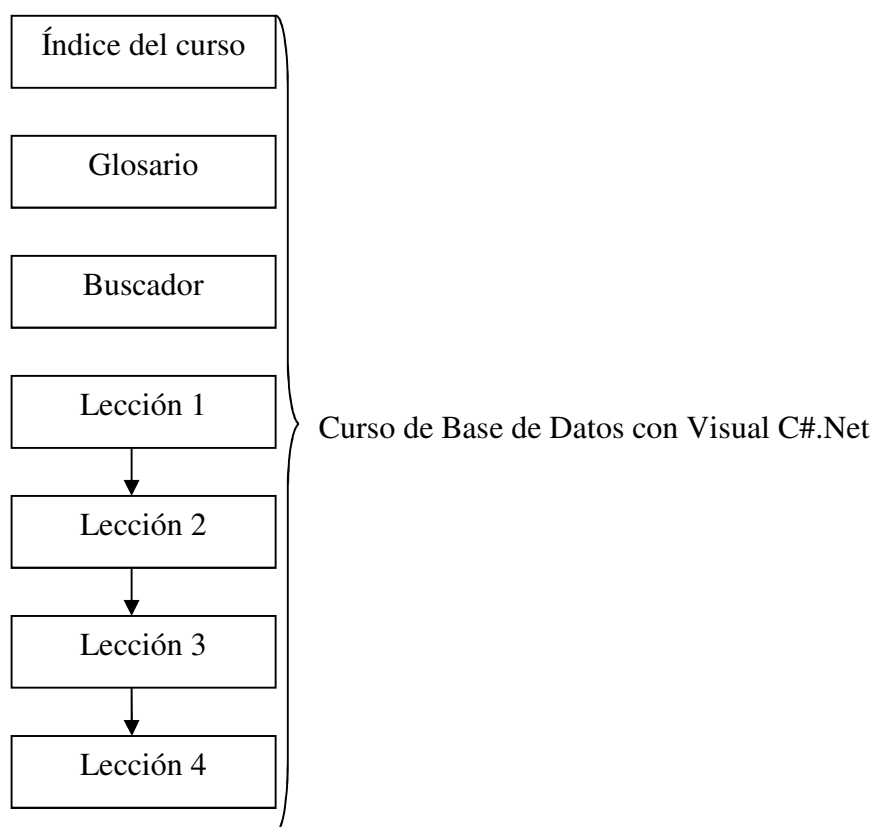 Índice del curso
Glosario
Buscador
Lección 1
Curso de Base de Datos con Visual C#.Net
Lección 2
Lección 3
Lección 4